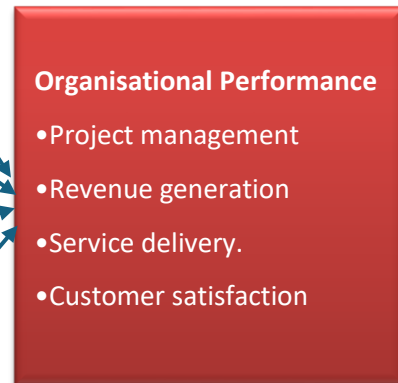 Organisational Performance
•Project management
•Revenue generation
•Service delivery.
•Customer satisfaction